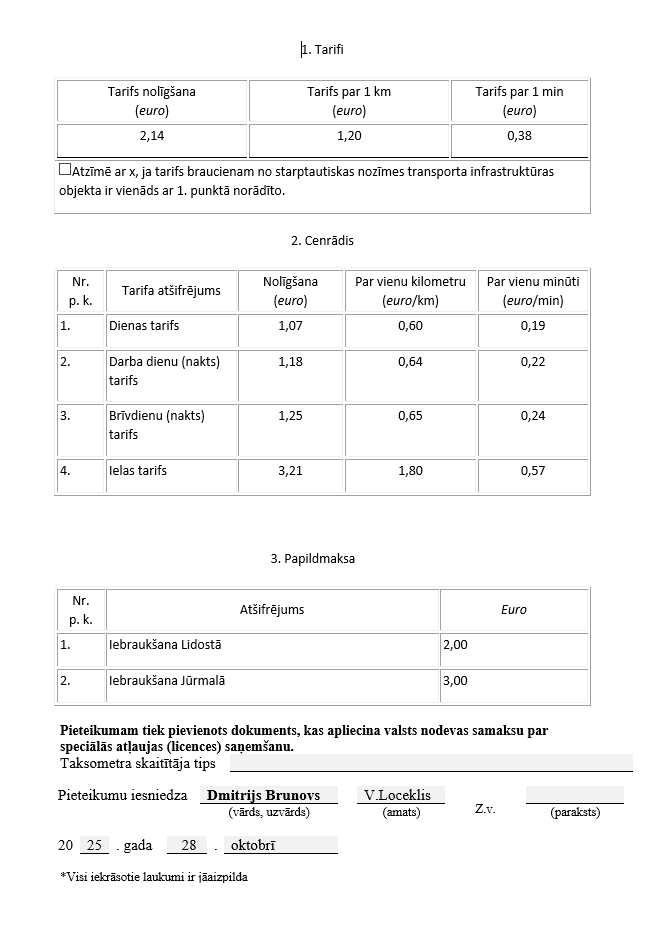 1. Tarifi
Tarifs nolīgšana Tarifs par 1 km Tarifs par 1 min
(euro) (euro) (euro)
2,14 1,20 0,38
☐Atzīmē ar x, ja tarifs braucienam no starptautiskas nozīmes transporta infrastruktūras
objekta ir vienāds ar 1. punktā norādīto.
2. Cenrādis
Nr. Nolīgšana Par vienu kilometru Par vienu minūti
p. k. Tarifa atšifrējums (euro) (euro/km) (euro/min)
1. Dienas tarifs 1,07 0,60 0,19
2. Darba dienu (nakts) 1,18 0,64 0,22
tarifs
3. Brīvdienu (nakts) 1,25 0,65 0,24
tarifs
4. Ielas tarifs 3,21 1,80 0,57
3. Papildmaksa
Nr.
p. k. Atšifrējums Euro
1. Iebraukšana Lidostā 2,00
2. Iebraukšana Jūrmalā 3,00
Pieteikumam tiek pievienots dokuments, kas apliecina valsts nodevas samaksu par
speciālās atļaujas (licences) saņemšanu.
Taksometra skaitītāja tips
Pieteikumu iesniedza Dmitrijs Brunovs V.Loceklis Z.v.
(vārds, uzvārds) (amats) (paraksts)
20 25 . gada 28 . oktobrī
*Visi iekrāsotie laukumi ir jāaizpilda